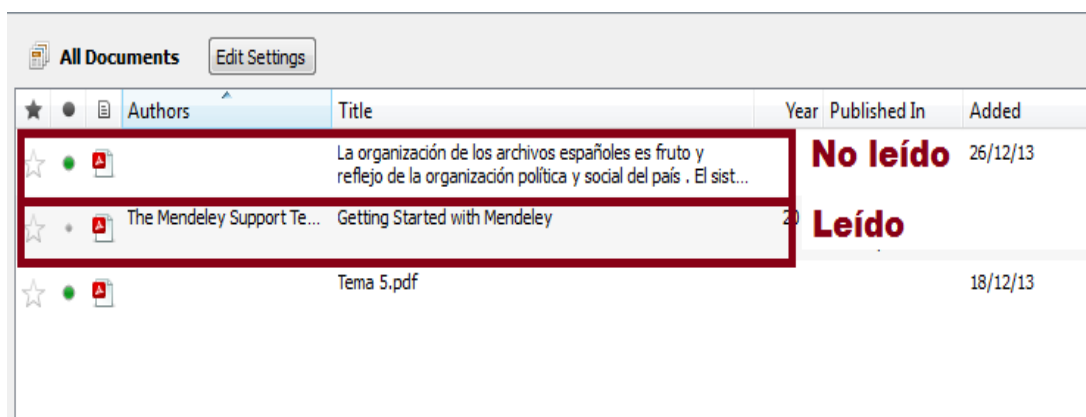 All Documents Edit Settings
Authors Title Year Published In Added
La organización de los archivos españoles es fruto y No leído 26/12/13
reflejo de la organización política y social del país . El sist...
The Mendeley Support Te... Getting Started with Mendeley 20 Leído
Tema 5.pdf 18/12/13